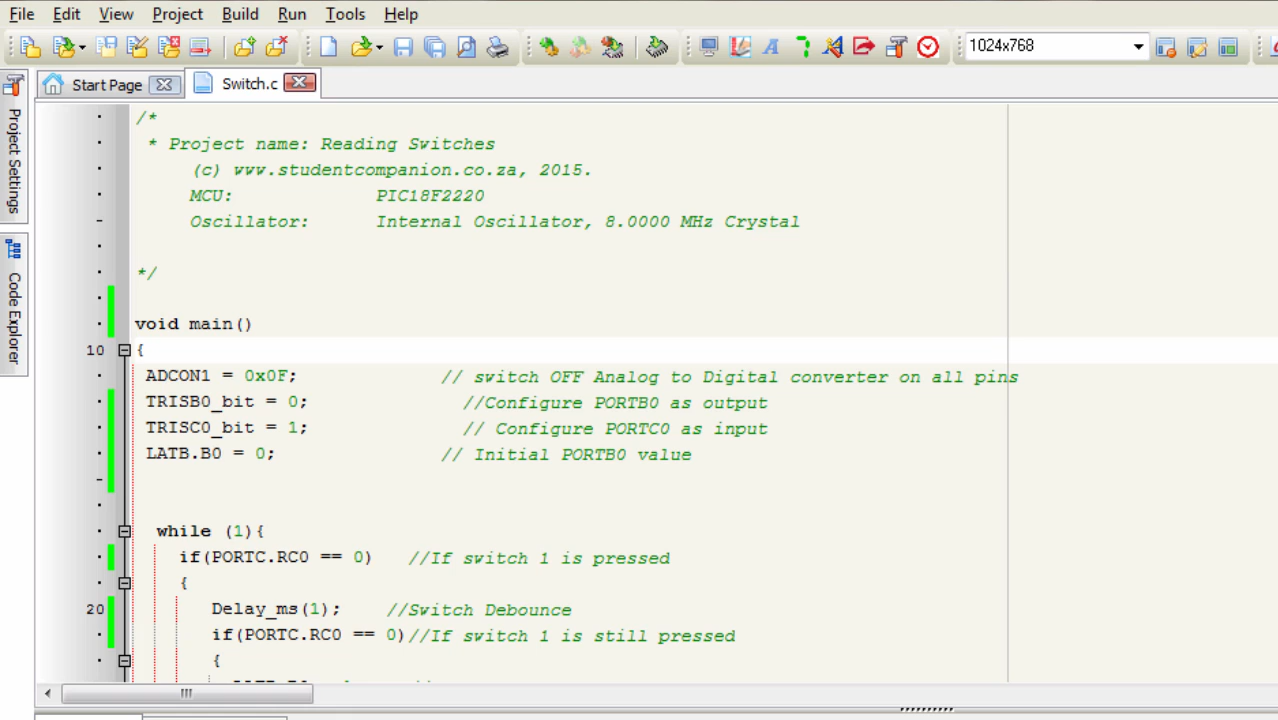 File Edit View Project Build Run Tools Help
1024x768
Start Page Switch.c
Project Settings
Code Explorer
/*
* Project name: Reading Switches
(c) www.studentcompanion.co.za, 2015.
MCU: PIC18F2220
Oscillator: Internal Oscillator, 8.0000 MHz Crystal
*/
void main()
10 {
ADCON1 = 0x0F; // switch OFF Analog to Digital converter on all pins
TRISB0_bit = 0; //Configure PORTB0 as output
TRISC0_bit = 1; // Configure PORTC0 as input
LATB.B0 = 0; // Initial PORTB0 value
while (1){
if(PORTC.RC0 == 0) //If switch 1 is pressed
{
20 Delay_ms(1); //Switch Debounce
if(PORTC.RC0 == 0)//If switch 1 is still pressed
{